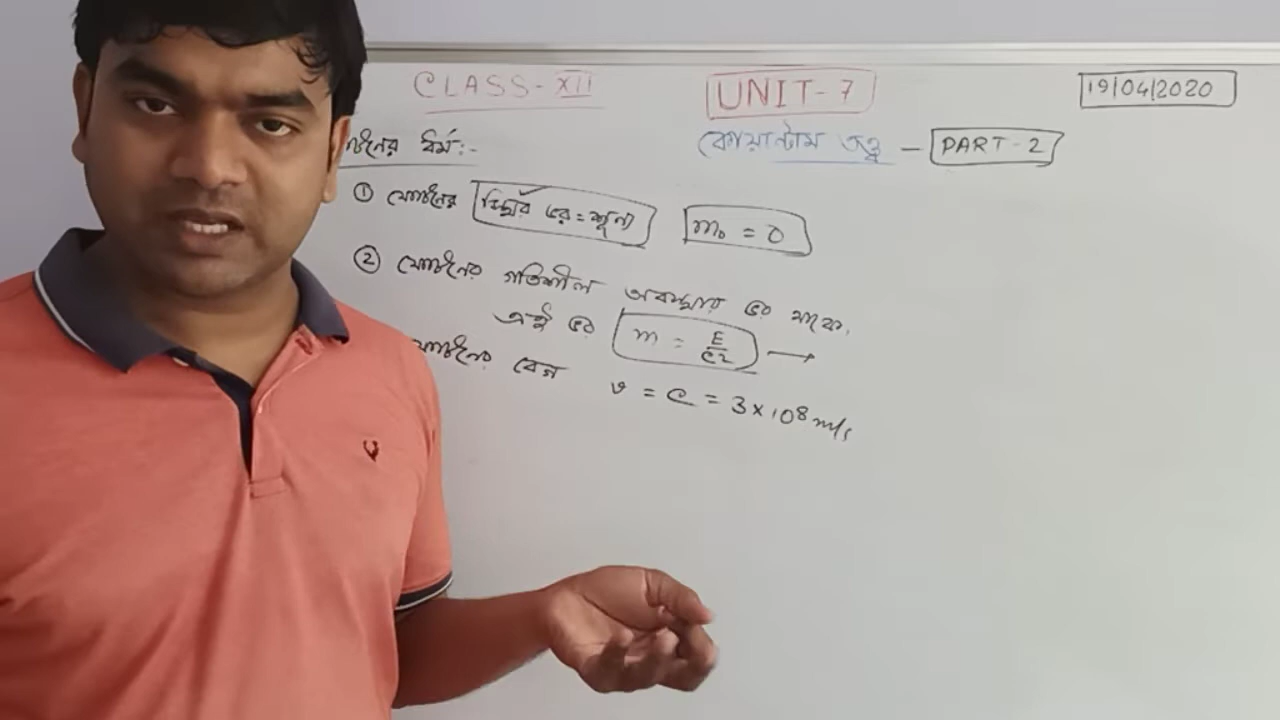 CLASS-XII
UNIT-7
19/04/2020
টনের ধর্ম:-
কোয়ান্টাম তত্ত্ব — PART-2
① ফোটনের স্থির ভর = শূন্য m₀ = 0
② ফোটনের গতিশীল অবস্থায় ভর থাকে,
এই ভর m = E/c² →
ফোটনের বেগ v = c = 3×10⁸ m/s